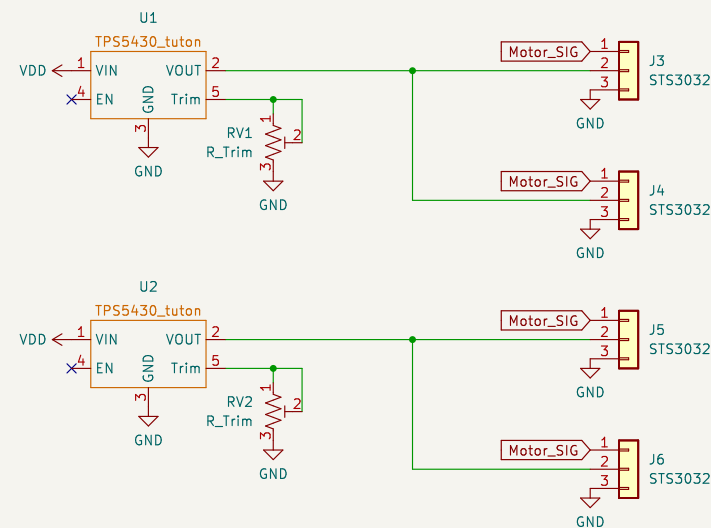 U1
TPS5430_tuton
VDD 1 VIN VOUT 2
4 EN GND Trim 5
3
GND
RV1
R_Trim
1
2
3
GND
Motor_SIG 1
2
3
GND
J3
STS3032
Motor_SIG 1
2
3
GND
J4
STS3032
U2
TPS5430_tuton
VDD 1 VIN VOUT 2
4 EN GND Trim 5
3
GND
RV2
R_Trim
1
2
3
GND
Motor_SIG 1
2
3
GND
J5
STS3032
Motor_SIG 1
2
3
GND
J6
STS3032